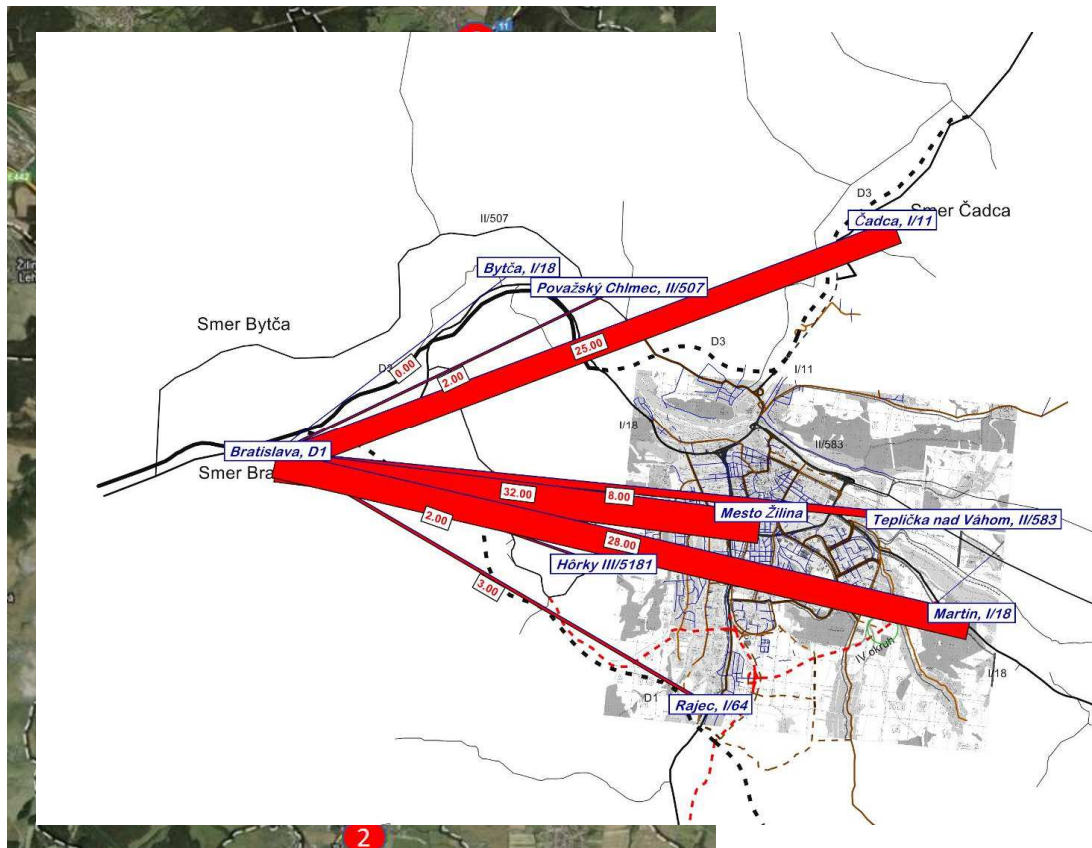 11
E442
Žilin
Leh
D3
Smer Čadca
Čadca, I/11
II/507
Bytča, I/18
Považský Chlmec, II/507
Smer Bytča
D3
25.00
D3
0.00
2.00
I/11
I/18
II/583
Bratislava, D1
Smer Bra
32.00
8.00
Mesto Žilina
Teplička nad Váhom, II/583
2.00
28.00
Hôrky III/5181
3.00
Martin, I/18
IV okruh
I/18
D1
Rajec, I/64
2